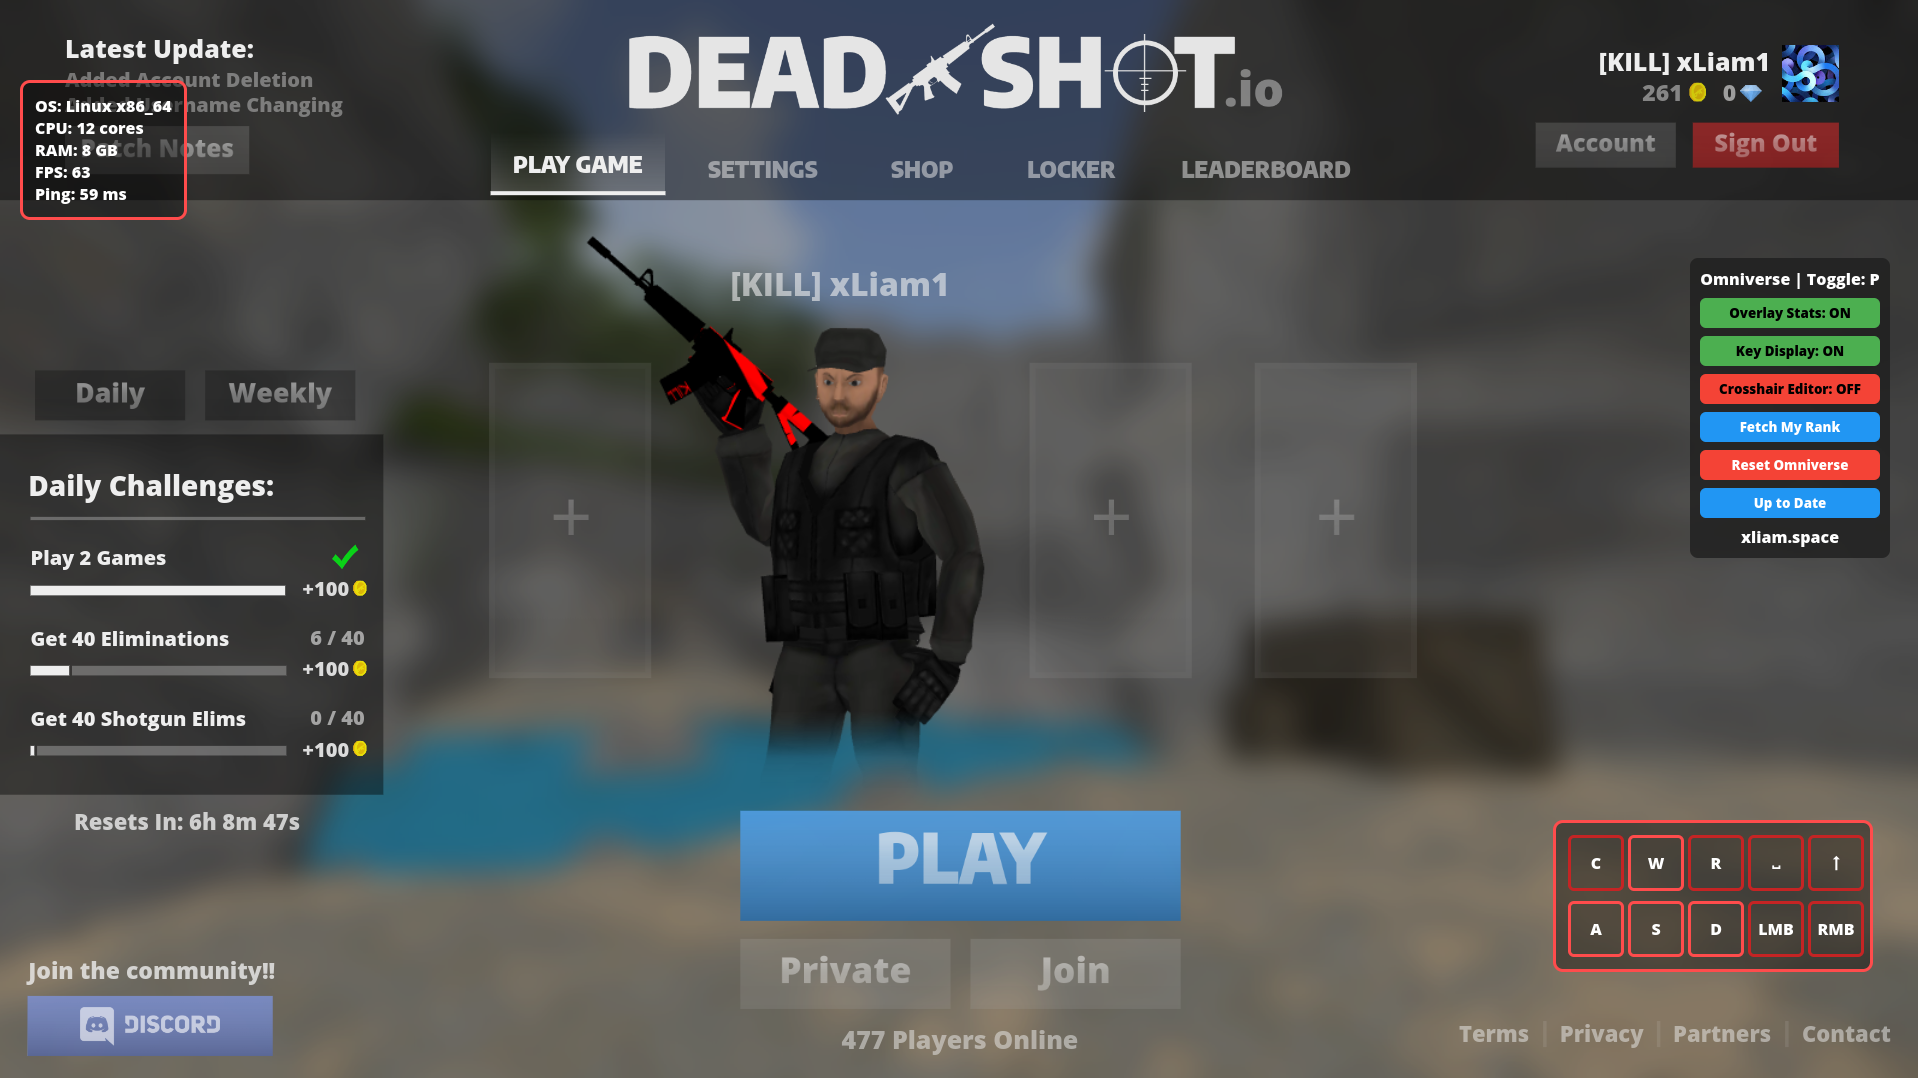 Latest Update:
Added Account Deletion
Username Changing
Patch Notes
OS: Linux x86_64
CPU: 12 cores
RAM: 8 GB
FPS: 63
Ping: 59 ms
DEADSHOT.io
PLAY GAME
SETTINGS
SHOP
LOCKER
LEADERBOARD
[KILL] xLiam1
261
0
Account
Sign Out
[KILL] xLiam1
KILL
Omniverse | Toggle: P
Overlay Stats: ON
Key Display: ON
Crosshair Editor: OFF
Fetch My Rank
Reset Omniverse
Up to Date
xliam.space
Daily
Weekly
Daily Challenges:
Play 2 Games
+100
Get 40 Eliminations 6 / 40
+100
Get 40 Shotgun Elims 0 / 40
+100
Resets In: 6h 8m 47s
+
+
+
PLAY
Private
Join
477 Players Online
Join the community!!
DISCORD
C W R ⎵ ↑
A S D LMB RMB
Terms | Privacy | Partners | Contact